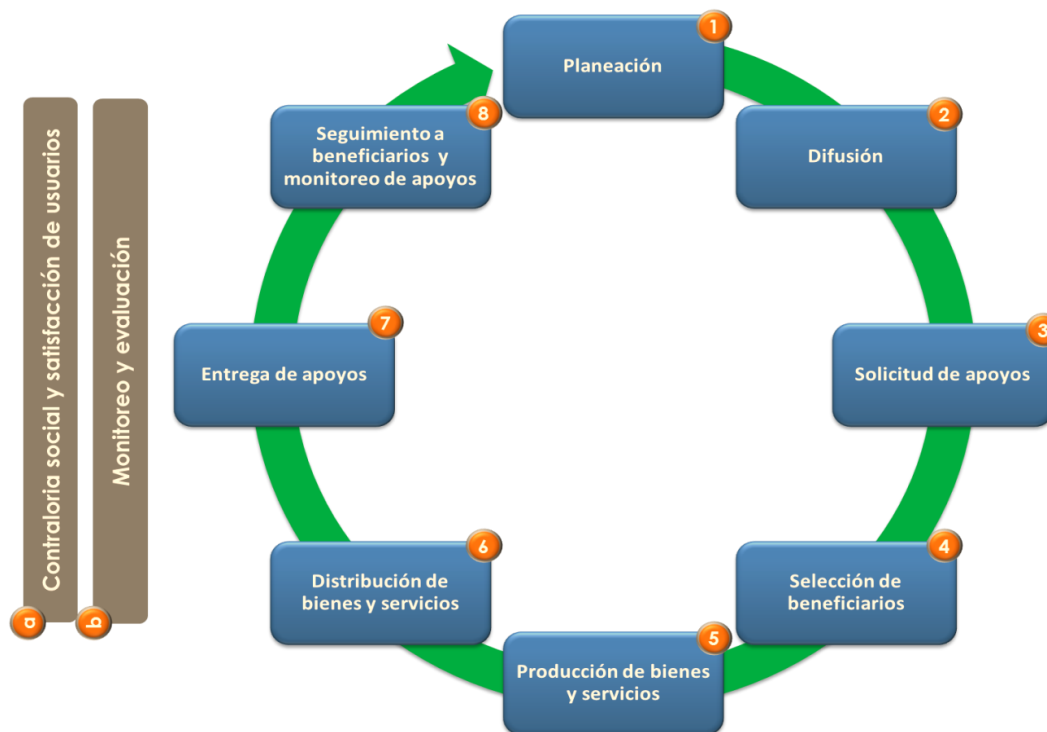 1
Planeación
2
Difusión
3
Solicitud de apoyos
4
Selección de
beneficiarios
5
Producción de bienes
y servicios
6
Distribución de
bienes y servicios
7
Entrega de apoyos
8
Seguimiento a
beneficiarios y
monitoreo de apoyos
a
Contraloria social y satisfacción de usuarios
b
Monitoreo y evaluación